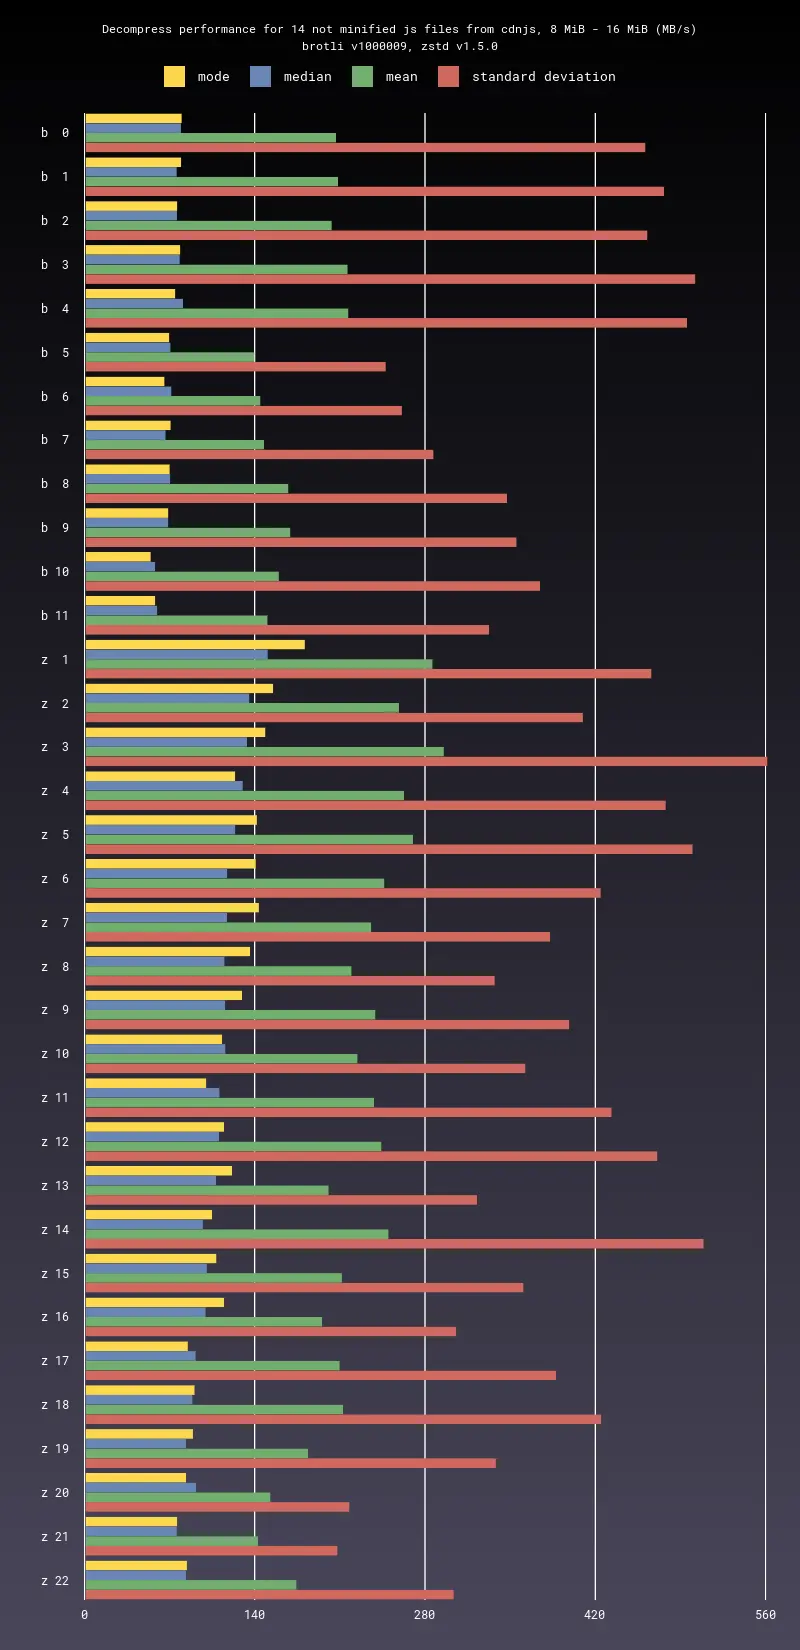 Decompress performance for 14 not minified js files from cdnjs, 8 MiB - 16 MiB (MB/s)
brotli v1000009, zstd v1.5.0
mode median mean standard deviation
b 0
b 1
b 2
b 3
b 4
b 5
b 6
b 7
b 8
b 9
b 10
b 11
z 1
z 2
z 3
z 4
z 5
z 6
z 7
z 8
z 9
z 10
z 11
z 12
z 13
z 14
z 15
z 16
z 17
z 18
z 19
z 20
z 21
z 22
0 140 280 420 560